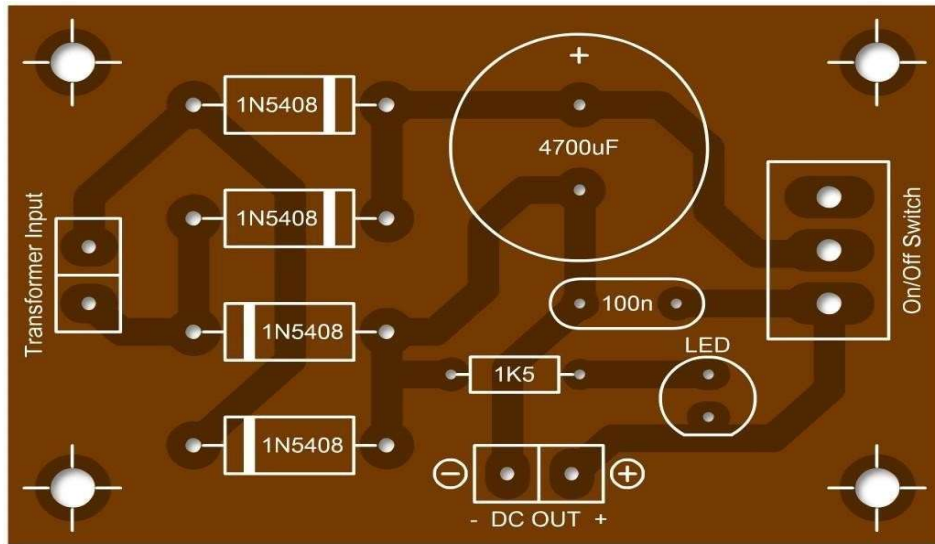 1N5408
4700uF
1N5408
Transformer Input
On/Off Switch
1N5408
100n
LED
1K5
1N5408
- DC OUT +